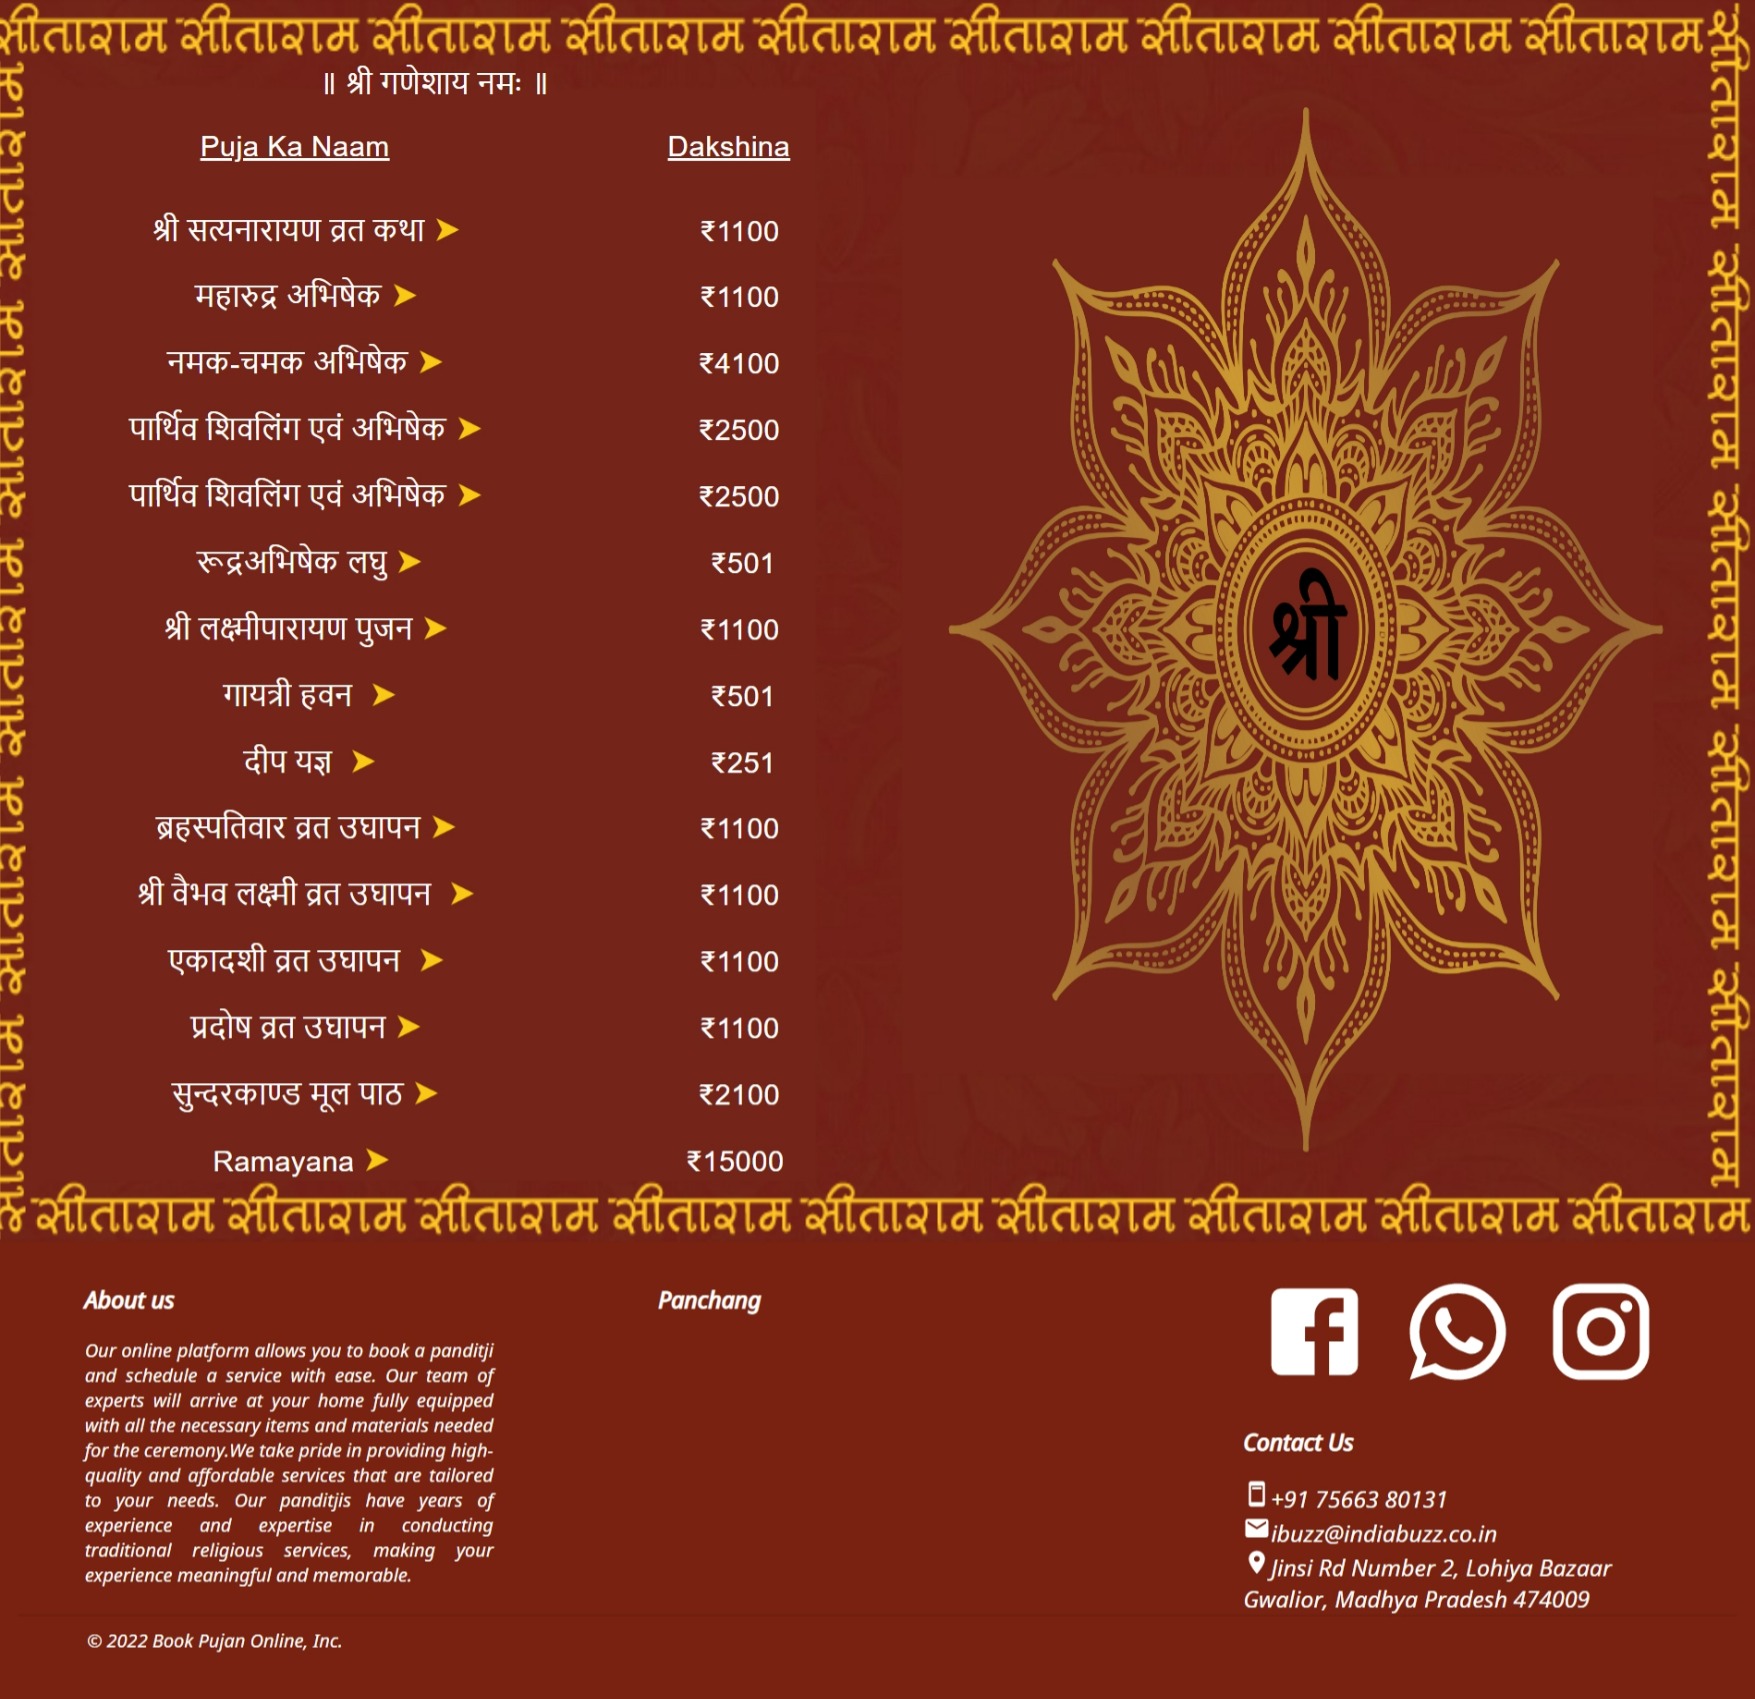 सीताराम सीताराम सीताराम सीताराम सीताराम सीताराम सीताराम सीताराम सीताराम
॥ श्री गणेशाय नमः ॥
Puja Ka Naam Dakshina
श्री सत्यनारायण व्रत कथा ➤ ₹1100
महारुद्र अभिषेक ➤ ₹1100
नमक-चमक अभिषेक ➤ ₹4100
पार्थिव शिवलिंग एवं अभिषेक ➤ ₹2500
पार्थिव शिवलिंग एवं अभिषेक ➤ ₹2500
रूद्रअभिषेक लघु ➤ ₹501
श्री लक्ष्मीपारायण पुजन ➤ ₹1100
गायत्री हवन ➤ ₹501
दीप यज्ञ ➤ ₹251
ब्रहस्पतिवार व्रत उघापन ➤ ₹1100
श्री वैभव लक्ष्मी व्रत उघापन ➤ ₹1100
एकादशी व्रत उघापन ➤ ₹1100
प्रदोष व्रत उघापन ➤ ₹1100
सुन्दरकाण्ड मूल पाठ ➤ ₹2100
Ramayana ➤ ₹15000
श्री
सीताराम सीताराम सीताराम सीताराम सीताराम
सीताराम सीताराम सीताराम सीताराम सीताराम
सीताराम सीताराम सीताराम सीताराम सीताराम सीताराम सीताराम सीताराम सीताराम
About us
Our online platform allows you to book a panditji
and schedule a service with ease. Our team of
experts will arrive at your home fully equipped
with all the necessary items and materials needed
for the ceremony.We take pride in providing high-
quality and affordable services that are tailored
to your needs. Our panditjis have years of
experience and expertise in conducting
traditional religious services, making your
experience meaningful and memorable.
Panchang
Contact Us
+91 75663 80131
ibuzz@indiabuzz.co.in
Jinsi Rd Number 2, Lohiya Bazaar
Gwalior, Madhya Pradesh 474009
© 2022 Book Pujan Online, Inc.